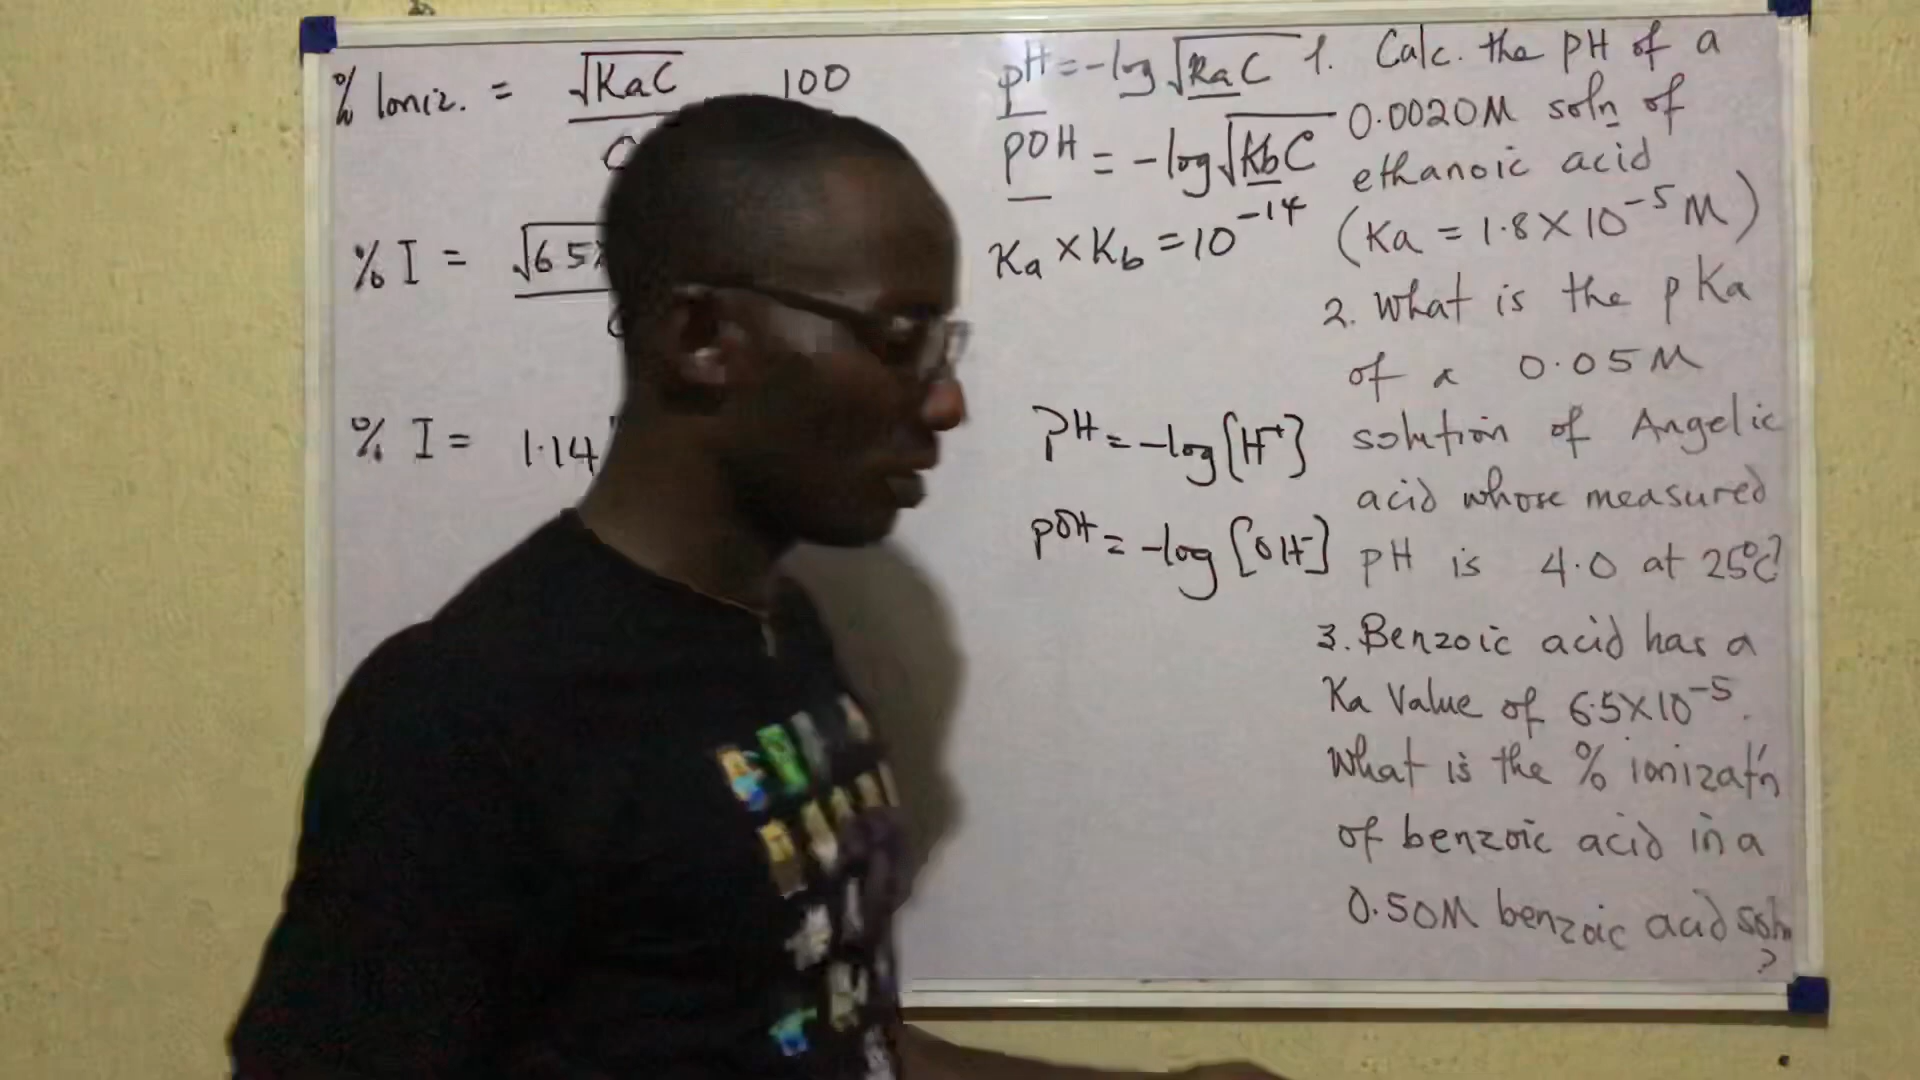 % Ioniz. = √KaC 100
% I = √6.5
% I = 1.14
pH = -log √KaC
pOH = -log √KbC
Ka × Kb = 10⁻¹⁴
pH = -log [H⁺]
pOH = -log [OH⁻]
1. Calc. the pH of a
0.0020M soln of
ethanoic acid
(Ka = 1.8 × 10⁻⁵ M)
2. What is the pKa
of a 0.05M
solution of Angelic
acid whose measured
pH is 4.0 at 25°C?
3. Benzoic acid has a
Ka Value of 6.5×10⁻⁵.
What is the % ionizat'n
of benzoic acid in a
0.50M benzoic acid soln
?